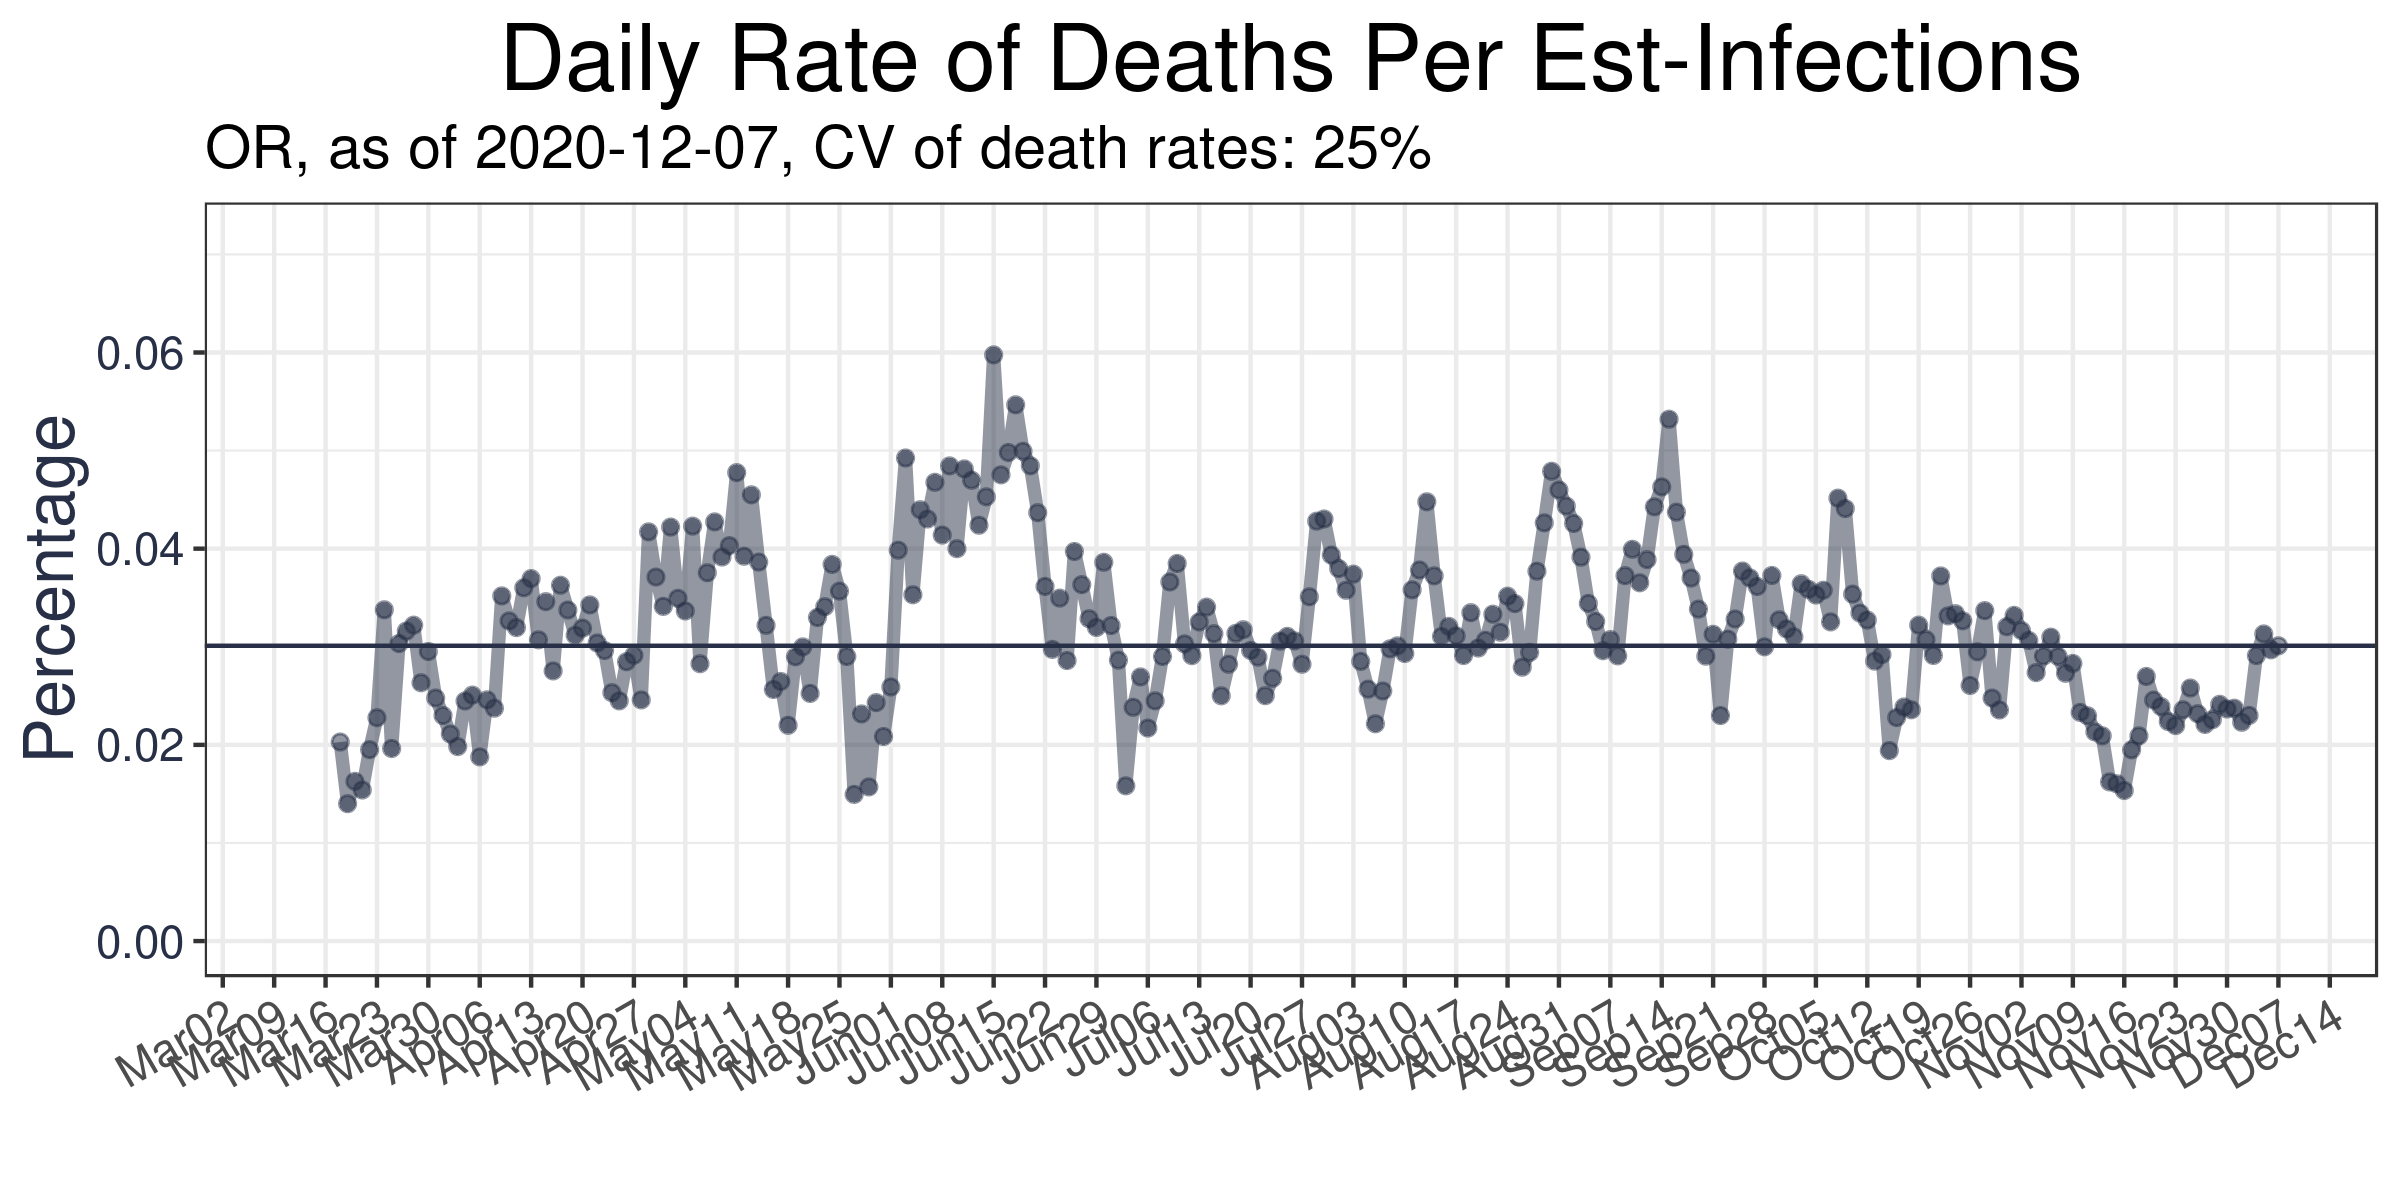 Daily Rate of Deaths Per Est-Infections
OR, as of 2020-12-07, CV of death rates: 25%
Percentage
0.06
0.04
0.02
0.00
Mar02 Mar09 Mar16 Mar23 Mar30 Apr06 Apr13 Apr20 Apr27 May04 May11 May18 May25 Jun01 Jun08 Jun15 Jun22 Jun29 Jul06 Jul13 Jul20 Jul27 Aug03 Aug10 Aug17 Aug24 Aug31 Sep07 Sep14 Sep21 Sep28 Oct05 Oct12 Oct19 Oct26 Nov02 Nov09 Nov16 Nov23 Nov30 Dec07 Dec14